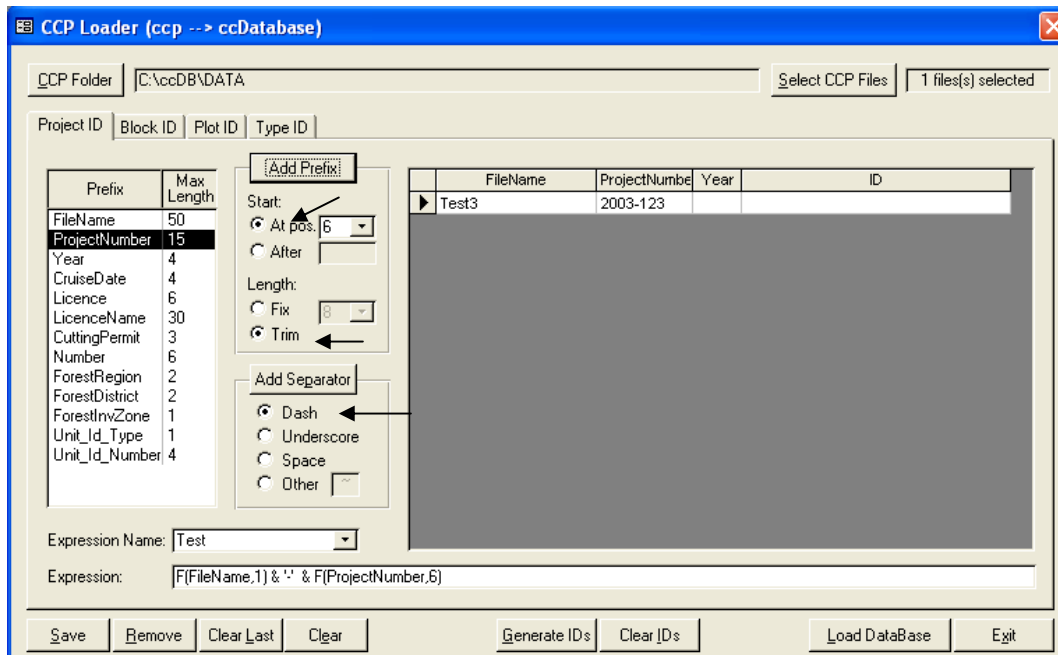 CCP Loader (ccp --> ccDatabase)
CCP Folder C:\ccDB\DATA Select CCP Files 1 files(s) selected
Project ID Block ID Plot ID Type ID
Prefix Max Length
FileName 50
ProjectNumber 15
Year 4
CruiseDate 4
Licence 6
LicenceName 30
CuttingPermit 3
Number 6
ForestRegion 2
ForestDistrict 2
ForestInvZone 1
Unit_Id_Type 1
Unit_Id_Number 4
Add Prefix
Start:
At pos. 6
After
Length:
Fix 8
Trim
Add Separator
Dash
Underscore
Space
Other ~
FileName ProjectNumbe Year ID
Test3 2003-123
Expression Name: Test
Expression: F(FileName,1) & '-' & F(ProjectNumber,6)
Save Remove Clear Last Clear Generate IDs Clear IDs Load DataBase Exit